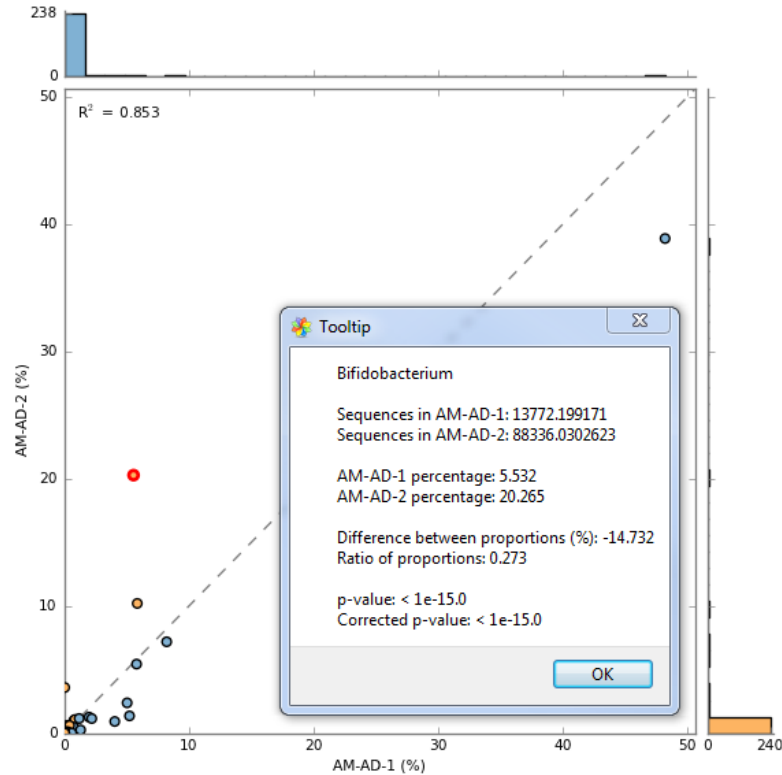 238
0
50
R² = 0.853
40
30
20
10
0
AM-AD-2 (%)
Tooltip
Bifidobacterium
Sequences in AM-AD-1: 13772.199171
Sequences in AM-AD-2: 88336.0302623
AM-AD-1 percentage: 5.532
AM-AD-2 percentage: 20.265
Difference between proportions (%): -14.732
Ratio of proportions: 0.273
p-value: < 1e-15.0
Corrected p-value: < 1e-15.0
OK
0 10 20 30 40 50 0 240
AM-AD-1 (%)